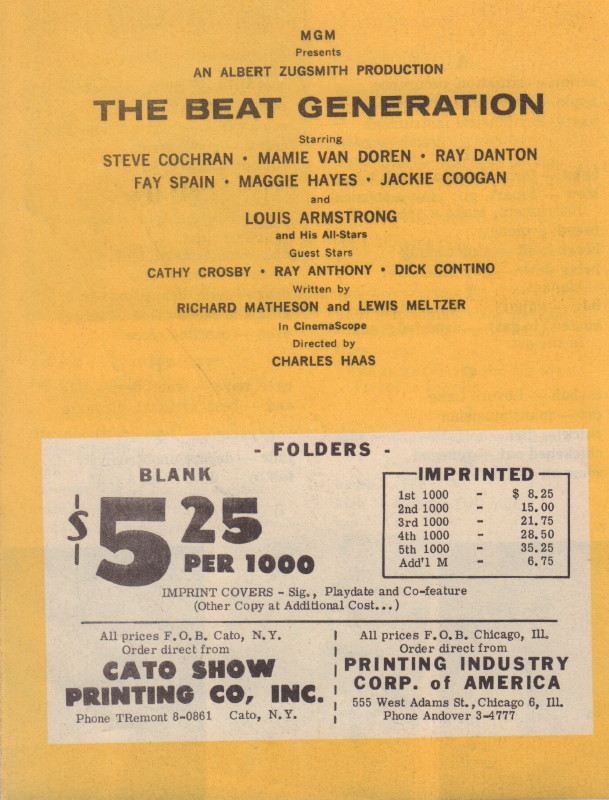 MGM
Presents
AN ALBERT ZUGSMITH PRODUCTION
THE BEAT GENERATION
Starring
STEVE COCHRAN • MAMIE VAN DOREN • RAY DANTON
FAY SPAIN • MAGGIE HAYES • JACKIE COOGAN
and
LOUIS ARMSTRONG
and His All-Stars
Guest Stars
CATHY CROSBY • RAY ANTHONY • DICK CONTINO
Written by
RICHARD MATHESON and LEWIS MELTZER
in CinemaScope
Directed by
CHARLES HAAS
- FOLDERS -
BLANK
$5 25
PER 1000
IMPRINTED
1st 1000 - $ 8.25
2nd 1000 - 15.00
3rd 1000 - 21.75
4th 1000 - 28.50
5th 1000 - 35.25
Add'l M - 6.75
IMPRINT COVERS - Sig., Playdate and Co-feature
(Other Copy at Additional Cost...)
All prices F.O.B. Cato, N.Y.
Order direct from
CATO SHOW
PRINTING CO, INC.
Phone TRemont 8-0861 Cato, N.Y.
All prices F.O.B. Chicago, Ill.
Order direct from
PRINTING INDUSTRY
CORP. of AMERICA
555 West Adams St., Chicago 6, Ill.
Phone Andover 3-4777